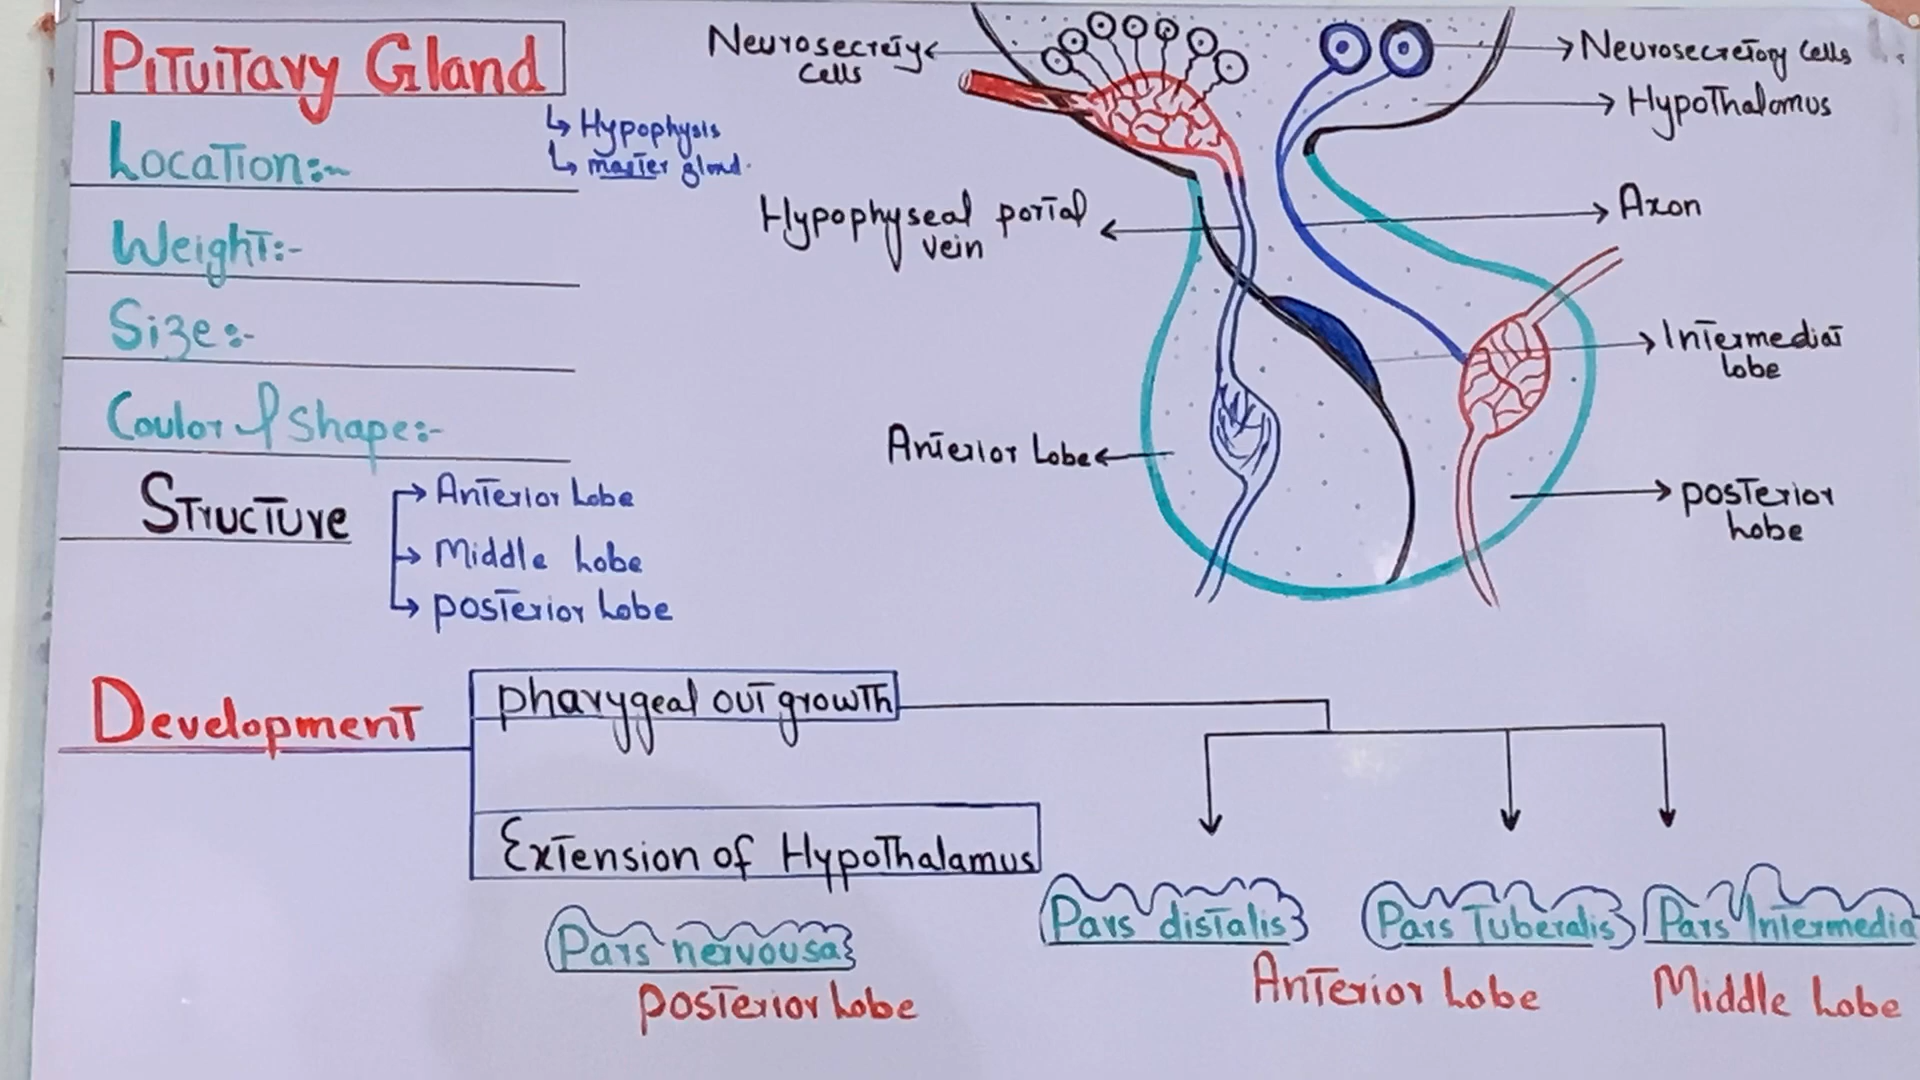 Pituitary Gland
↳ Hypophysis
↳ master gland.
Location:-
Weight:-
Size:-
Coulor & Shape:-
Structure
→ Anterior Lobe
→ Middle Lobe
→ posterior Lobe
Neurosecrety
Cells
Neurosecretory Cells
HypoThalamus
Hypophyseal portal
vein
Axon
Intermediat
lobe
Anterior Lobe
posterior
Lobe
Development
pharygeal out growth
Extension of HypoThalamus
Pars nervousa
posterior Lobe
Pars distalis
Pars Tuberalis
Pars Intermedia
Anterior Lobe
Middle Lobe